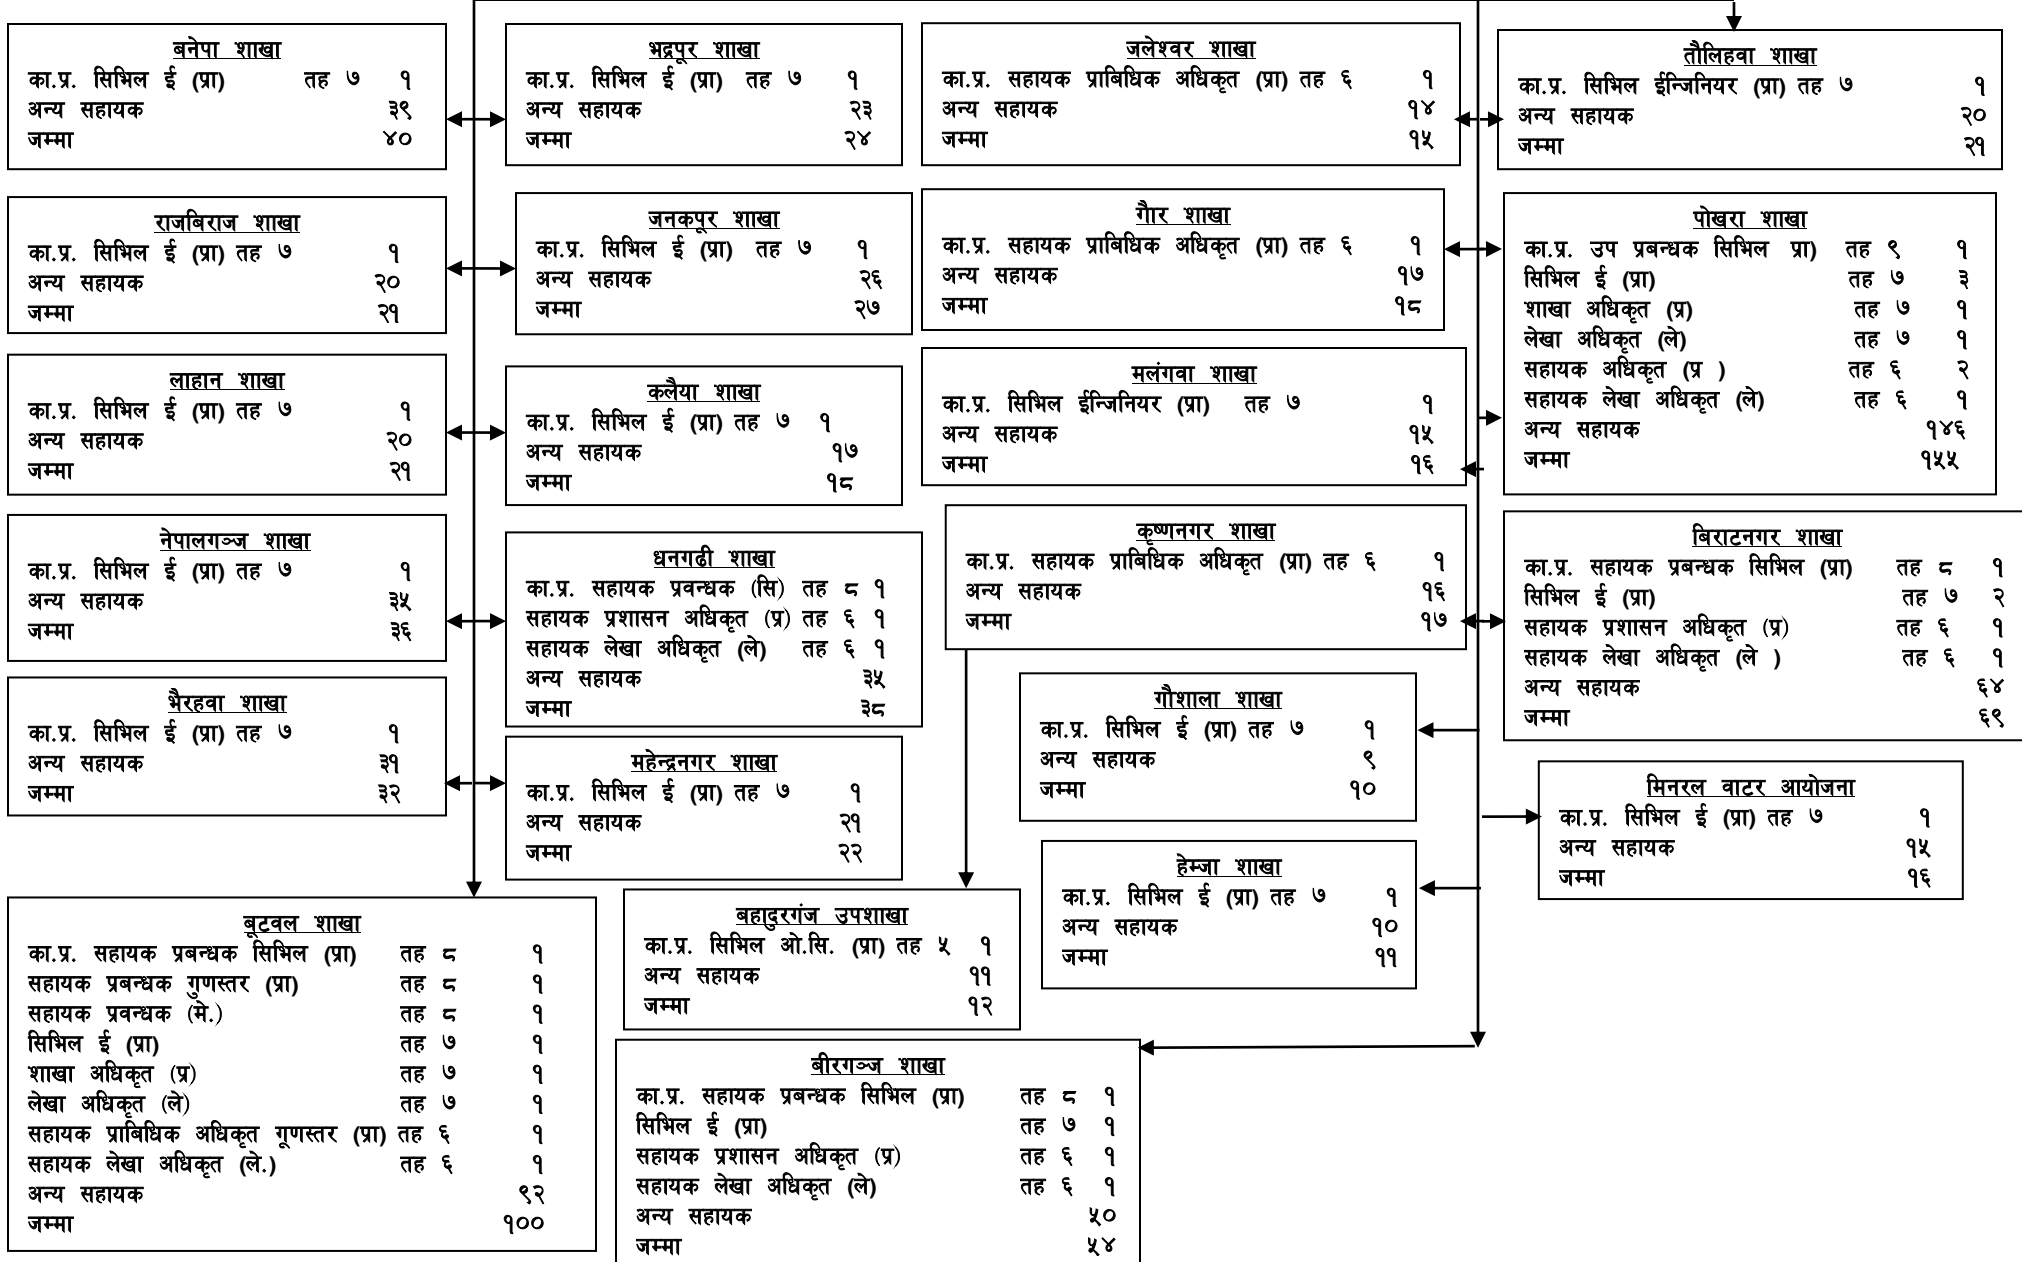 बनेपा शाखा
का.प्र. सिभिल ई (प्रा) तह ७ १
अन्य सहायक ३९
जम्मा ४०
भद्रपूर शाखा
का.प्र. सिभिल ई (प्रा) तह ७ १
अन्य सहायक २३
जम्मा २४
जलेश्वर शाखा
का.प्र. सहायक प्राबिधिक अधिकृत (प्रा) तह ६ १
अन्य सहायक १४
जम्मा १५
तौलिहवा शाखा
का.प्र. सिभिल ईन्जिनियर (प्रा) तह ७ १
अन्य सहायक २०
जम्मा २१
राजबिराज शाखा
का.प्र. सिभिल ई (प्रा) तह ७ १
अन्य सहायक २०
जम्मा २१
जनकपूर शाखा
का.प्र. सिभिल ई (प्रा) तह ७ १
अन्य सहायक २६
जम्मा २७
गैार शाखा
का.प्र. सहायक प्राबिधिक अधिकृत (प्रा) तह ६ १
अन्य सहायक १७
जम्मा १८
पोखरा शाखा
का.प्र. उप प्रबन्धक सिभिल प्रा) तह ९ १
सिभिल ई (प्रा) तह ७ ३
शाखा अधिकृत (प्र) तह ७ १
लेखा अधिकृत (ले) तह ७ १
सहायक अधिकृत (प्र ) तह ६ २
सहायक लेखा अधिकृत (ले) तह ६ १
अन्य सहायक १४६
जम्मा १५५
लाहान शाखा
का.प्र. सिभिल ई (प्रा) तह ७ १
अन्य सहायक २०
जम्मा २१
कलैया शाखा
का.प्र. सिभिल ई (प्रा) तह ७ १
अन्य सहायक १७
जम्मा १८
मलंगवा शाखा
का.प्र. सिभिल ईन्जिनियर (प्रा) तह ७ १
अन्य सहायक १५
जम्मा १६
नेपालगञ्ज शाखा
का.प्र. सिभिल ई (प्रा) तह ७ १
अन्य सहायक ३५
जम्मा ३६
धनगढी शाखा
का.प्र. सहायक प्रवन्धक (सि) तह ८ १
सहायक प्रशासन अधिकृत (प्र) तह ६ १
सहायक लेखा अधिकृत (ले) तह ६ १
अन्य सहायक ३५
जम्मा ३८
कृष्णनगर शाखा
का.प्र. सहायक प्राबिधिक अधिकृत (प्रा) तह ६ १
अन्य सहायक १६
जम्मा १७
बिराटनगर शाखा
का.प्र. सहायक प्रबन्धक सिभिल (प्रा) तह ८ १
सिभिल ई (प्रा) तह ७ २
सहायक प्रशासन अधिकृत (प्र) तह ६ १
सहायक लेखा अधिकृत (ले ) तह ६ १
अन्य सहायक ६४
जम्मा ६९
भैरहवा शाखा
का.प्र. सिभिल ई (प्रा) तह ७ १
अन्य सहायक ३१
जम्मा ३२
महेन्द्रनगर शाखा
का.प्र. सिभिल ई (प्रा) तह ७ १
अन्य सहायक २१
जम्मा २२
गौशाला शाखा
का.प्र. सिभिल ई (प्रा) तह ७ १
अन्य सहायक ९
जम्मा १०
मिनरल वाटर आयोजना
का.प्र. सिभिल ई (प्रा) तह ७ १
अन्य सहायक १५
जम्मा १६
हेम्जा शाखा
का.प्र. सिभिल ई (प्रा) तह ७ १
अन्य सहायक १०
जम्मा ११
बूटवल शाखा
का.प्र. सहायक प्रबन्धक सिभिल (प्रा) तह ८ १
सहायक प्रबन्धक गुणस्तर (प्रा) तह ८ १
सहायक प्रवन्धक (मे.) तह ८ १
सिभिल ई (प्रा) तह ७ १
शाखा अधिकृत (प्र) तह ७ १
लेखा अधिकृत (ले) तह ७ १
सहायक प्राबिधिक अधिकृत गूणस्तर (प्रा) तह ६ १
सहायक लेखा अधिकृत (ले.) तह ६ १
अन्य सहायक ९२
जम्मा १००
बहादुरगंज उपशाखा
का.प्र. सिभिल ओ.सि. (प्रा) तह ५ १
अन्य सहायक ११
जम्मा १२
बीरगञ्ज शाखा
का.प्र. सहायक प्रबन्धक सिभिल (प्रा) तह ८ १
सिभिल ई (प्रा) तह ७ १
सहायक प्रशासन अधिकृत (प्र) तह ६ १
सहायक लेखा अधिकृत (ले) तह ६ १
अन्य सहायक ५०
जम्मा ५४